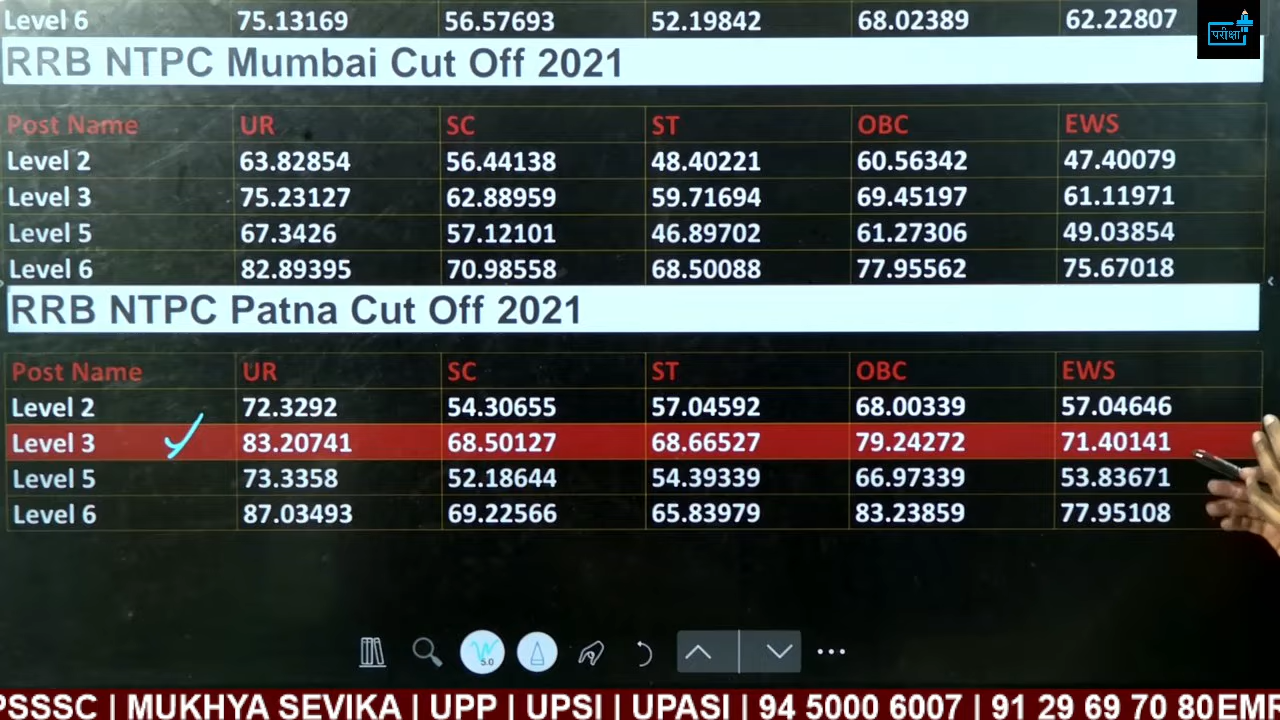 Level 6 75.13169 56.57693 52.19842 68.02389 62.22807
परीक्षा
RRB NTPC Mumbai Cut Off 2021
Post Name UR SC ST OBC EWS
Level 2 63.82854 56.44138 48.40221 60.56342 47.40079
Level 3 75.23127 62.88959 59.71694 69.45197 61.11971
Level 5 67.3426 57.12101 46.89702 61.27306 49.03854
Level 6 82.89395 70.98558 68.50088 77.95562 75.67018
RRB NTPC Patna Cut Off 2021
Post Name UR SC ST OBC EWS
Level 2 72.3292 54.30655 57.04592 68.00339 57.04646
Level 3 83.20741 68.50127 68.66527 79.24272 71.40141
Level 5 73.3358 52.18644 54.39339 66.97339 53.83671
Level 6 87.03493 69.22566 65.83979 83.23859 77.95108
5.0
PSSSC | MUKHYA SEVIKA | UPP | UPSI | UPASI | 94 5000 6007 | 91 29 69 70 80 EMR